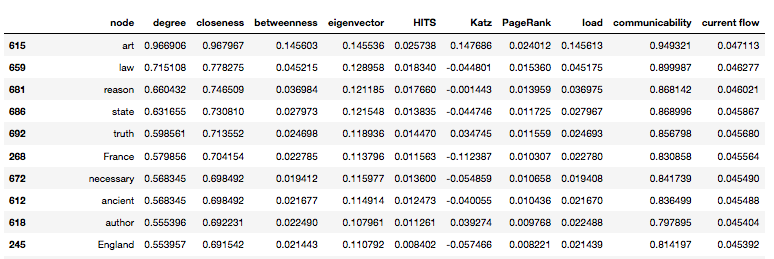 node degree closeness betweenness eigenvector HITS Katz PageRank load communicability current flow
615 art 0.966906 0.967967 0.145603 0.145536 0.025738 0.147686 0.024012 0.145613 0.949321 0.047113
659 law 0.715108 0.778275 0.045215 0.128958 0.018340 -0.044801 0.015360 0.045175 0.899987 0.046277
681 reason 0.660432 0.746509 0.036984 0.121185 0.017660 -0.001443 0.013959 0.036975 0.868142 0.046021
686 state 0.631655 0.730810 0.027973 0.121548 0.013835 -0.044746 0.011725 0.027967 0.868996 0.045867
692 truth 0.598561 0.713552 0.024698 0.118936 0.014470 0.034745 0.011559 0.024693 0.856798 0.045680
268 France 0.579856 0.704154 0.022785 0.113796 0.011563 -0.112387 0.010307 0.022780 0.830858 0.045564
672 necessary 0.568345 0.698492 0.019412 0.115977 0.013600 -0.054859 0.010658 0.019408 0.841739 0.045490
612 ancient 0.568345 0.698492 0.021677 0.114914 0.012473 -0.040055 0.010436 0.021670 0.836499 0.045488
618 author 0.555396 0.692231 0.022490 0.107961 0.011261 0.039274 0.009768 0.022488 0.797895 0.045404
245 England 0.553957 0.691542 0.021443 0.110792 0.008402 -0.057466 0.008221 0.021439 0.814197 0.045392